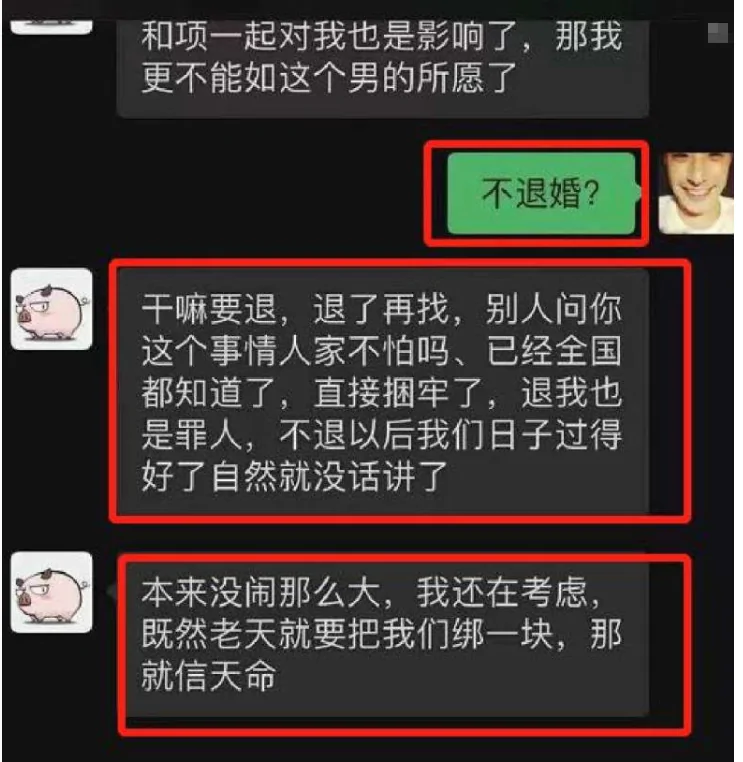 和项一起对我也是影响了，那我
更不能如这个男的所愿了
不退婚？
干嘛要退，退了再找，别人问你
这个事情人家不怕吗、已经全国
都知道了，直接捆牢了，退我也
是罪人，不退以后我们日子过得
好了自然就没话讲了
本来没闹那么大，我还在考虑，
既然老天就要把我们绑一块，那
就信天命